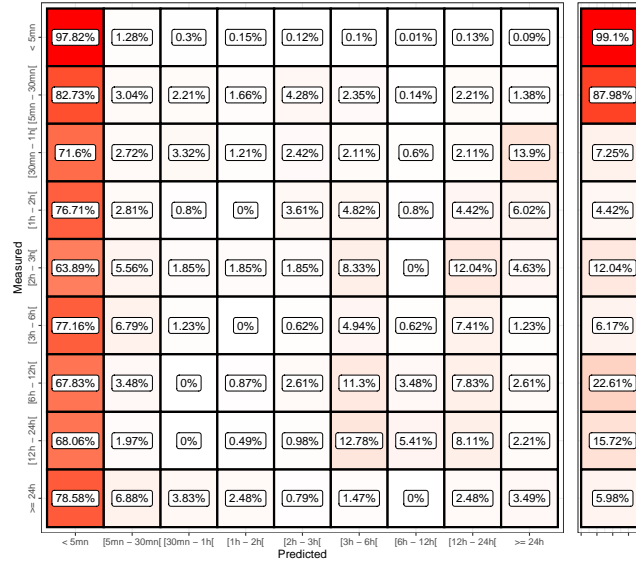 < 5mn 97.82% 1.28% 0.3% 0.15% 0.12% 0.1% 0.01% 0.13% 0.09% 99.1%
[5mn − 30mn[ 82.73% 3.04% 2.21% 1.66% 4.28% 2.35% 0.14% 2.21% 1.38% 87.98%
[30mn − 1h[ 71.6% 2.72% 3.32% 1.21% 2.42% 2.11% 0.6% 2.11% 13.9% 7.25%
[1h − 2h[ 76.71% 2.81% 0.8% 0% 3.61% 4.82% 0.8% 4.42% 6.02% 4.42%
Measured
[2h − 3h[ 63.89% 5.56% 1.85% 1.85% 1.85% 8.33% 0% 12.04% 4.63% 12.04%
[3h − 6h[ 77.16% 6.79% 1.23% 0% 0.62% 4.94% 0.62% 7.41% 1.23% 6.17%
[6h − 12h[ 67.83% 3.48% 0% 0.87% 2.61% 11.3% 3.48% 7.83% 2.61% 22.61%
[12h − 24h[ 68.06% 1.97% 0% 0.49% 0.98% 12.78% 5.41% 8.11% 2.21% 15.72%
>= 24h 78.58% 6.88% 3.83% 2.48% 0.79% 1.47% 0% 2.48% 3.49% 5.98%
< 5mn [5mn − 30mn[ [30mn − 1h[ [1h − 2h[ [2h − 3h[ [3h − 6h[ [6h − 12h[ [12h − 24h[ >= 24h
Predicted